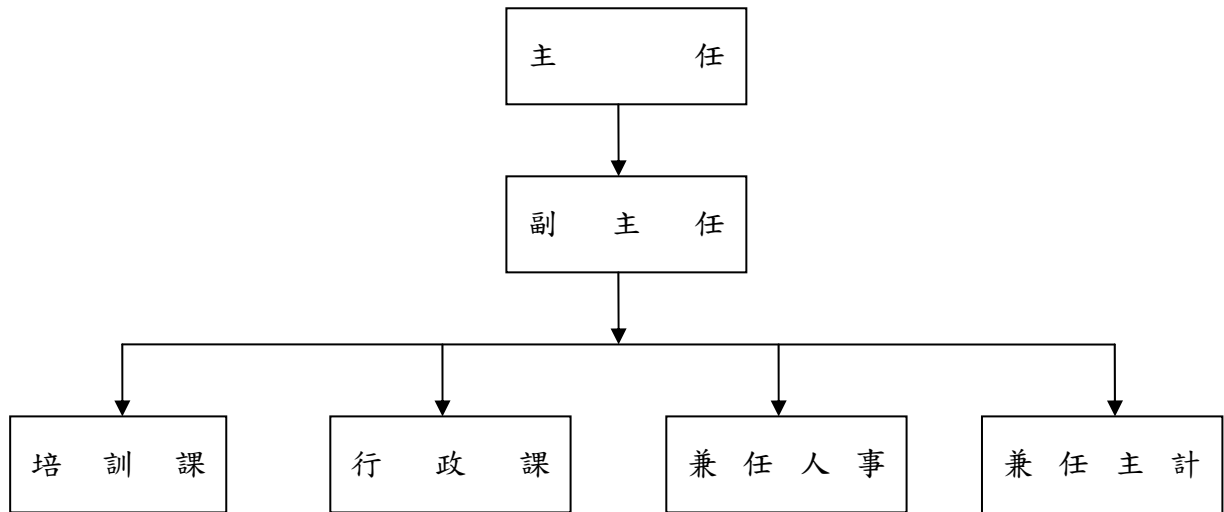 主任
副主任
培訓課
行政課
兼任人事
兼任主計